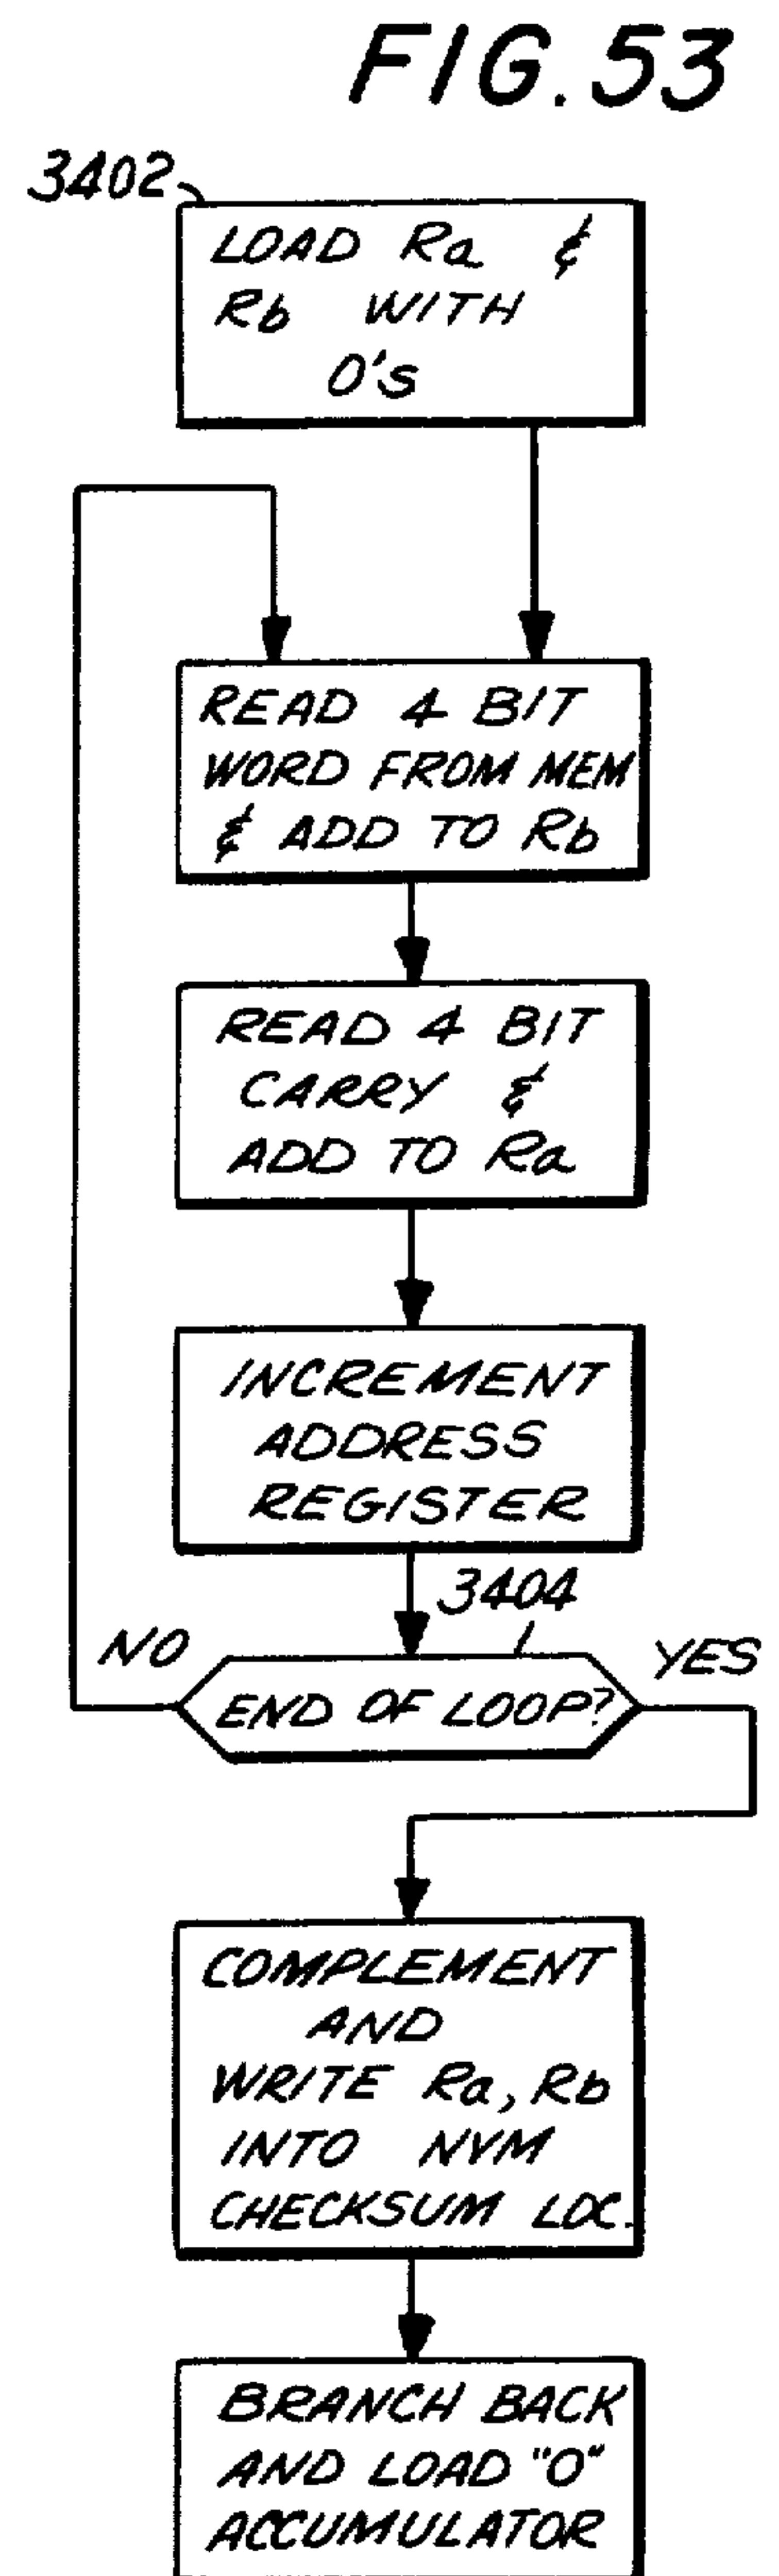 FIG. 53
3402
LOAD Ra &
Rb WITH
0's
READ 4 BIT
WORD FROM MEM
& ADD TO Rb
READ 4 BIT
CARRY &
ADD TO Ra
INCREMENT
ADDRESS
REGISTER
3404
NO
YES
END OF LOOP?
COMPLEMENT
AND
WRITE Ra, Rb
INTO NVM
CHECKSUM LOC.
BRANCH BACK
AND LOAD "0"
ACCUMULATOR